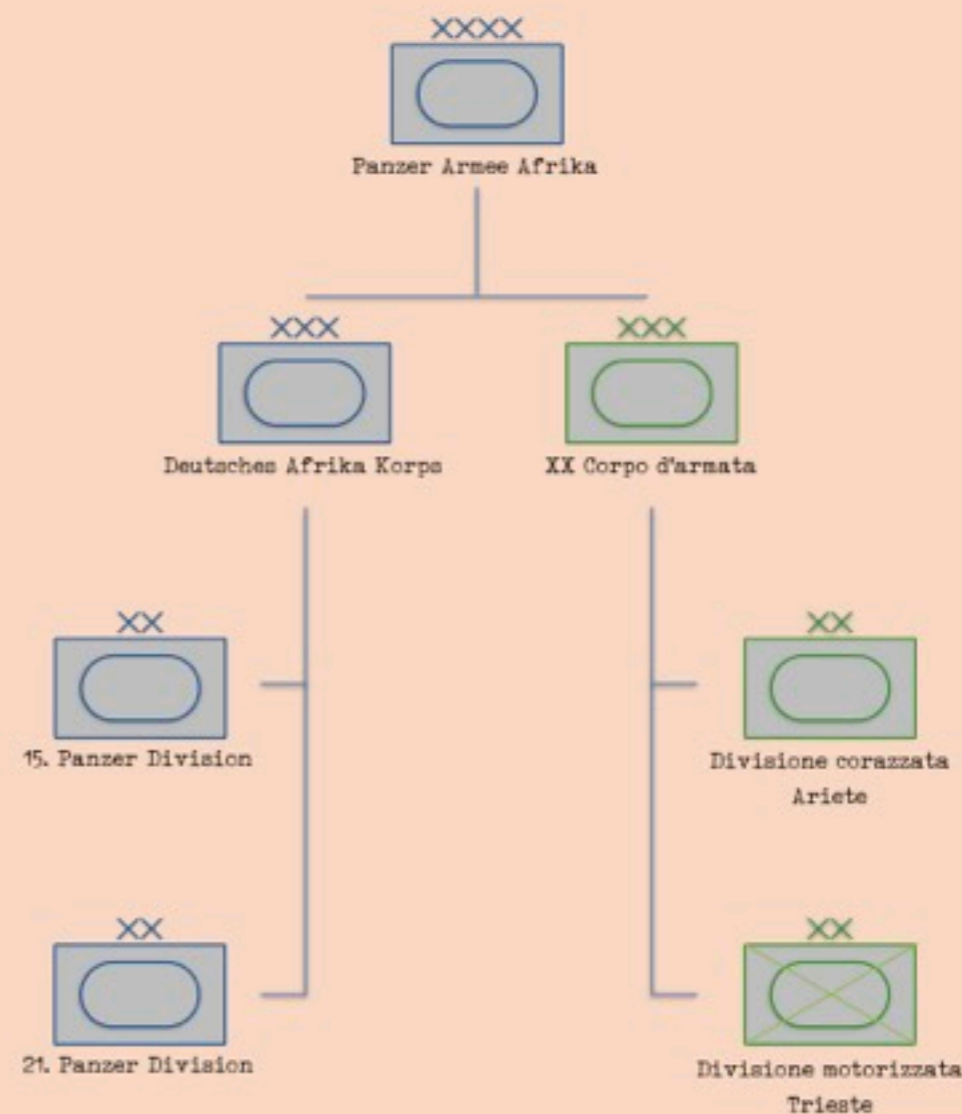 XXXX
Panzer Armee Afrika
XXX
XXX
Deutsches Afrika Korps
XX Corpo d'armata
XX
XX
15. Panzer Division
Divisione corazzata
Ariete
XX
XX
21. Panzer Division
Divisione motorizzata
Trieste